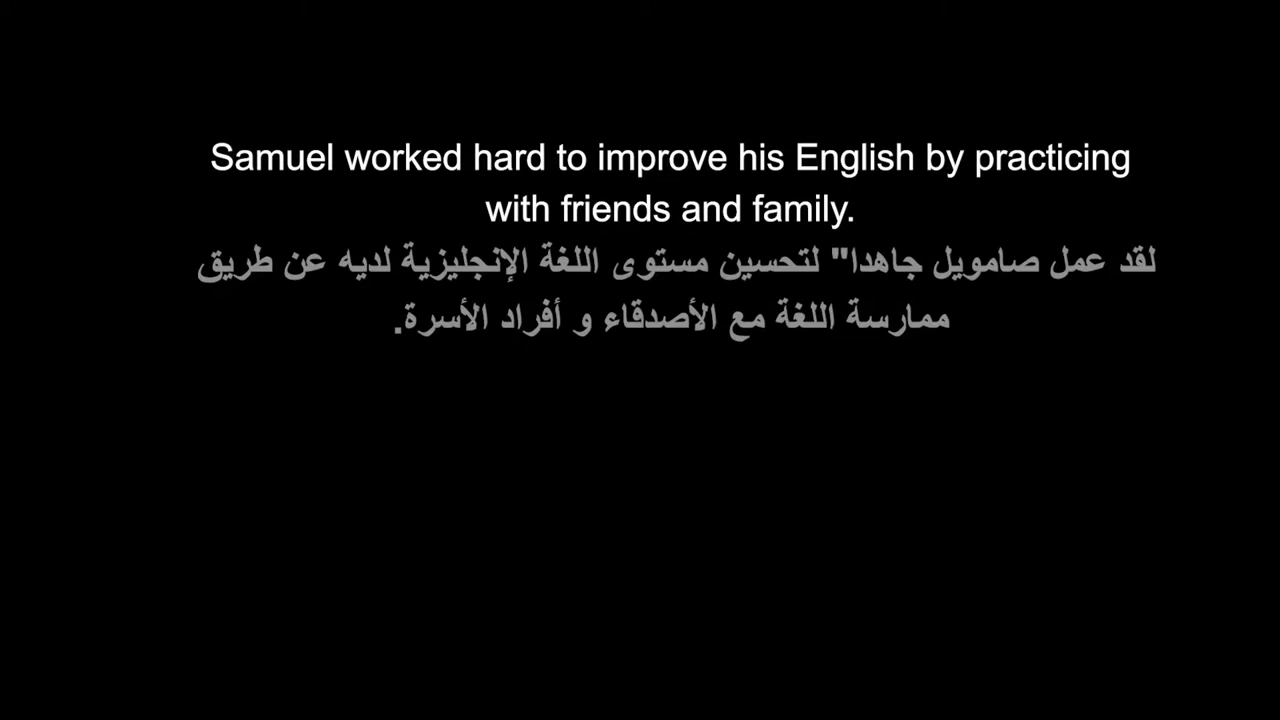 Samuel worked hard to improve his English by practicing
with friends and family.
لقد عمل صامويل جاهدا" لتحسين مستوى اللغة الإنجليزية لديه عن طريق
ممارسة اللغة مع الأصدقاء و أفراد الأسرة.